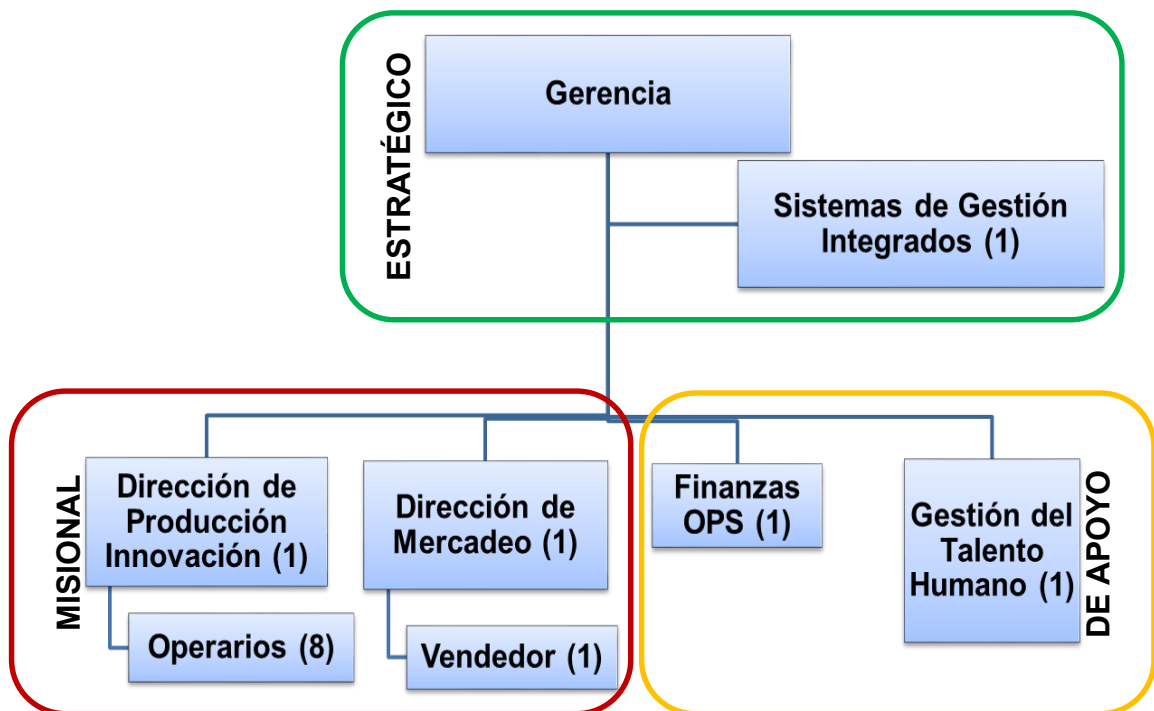 ESTRATÉGICO
Gerencia
Sistemas de Gestión
Integrados (1)
MISIONAL
Dirección de
Producción
Innovación (1)
Operarios (8)
Dirección de
Mercadeo (1)
Vendedor (1)
Finanzas
OPS (1)
Gestión del
Talento
Humano (1)
DE APOYO